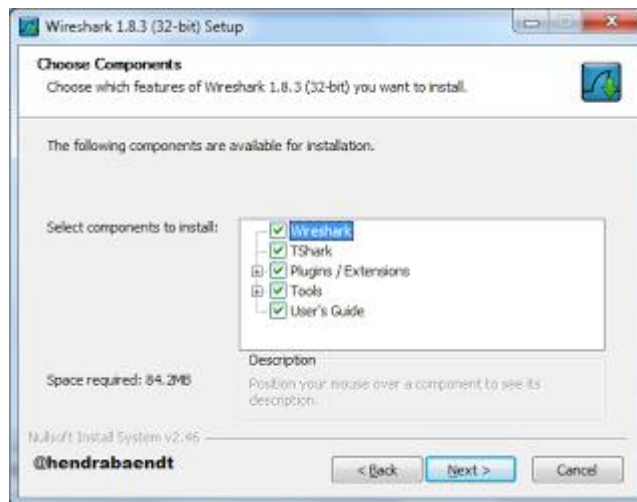 Wireshark 1.8.3 (32-bit) Setup
Choose Components
Choose which features of Wireshark 1.8.3 (32-bit) you want to install.
The following components are available for installation.
Select components to install:
Wireshark
TShark
Plugins / Extensions
Tools
User's Guide
Space required: 84.2MB
Description
Position your mouse over a component to see its
description.
Nullsoft Install System v2.46
@hendrabaendt
< Back
Next >
Cancel